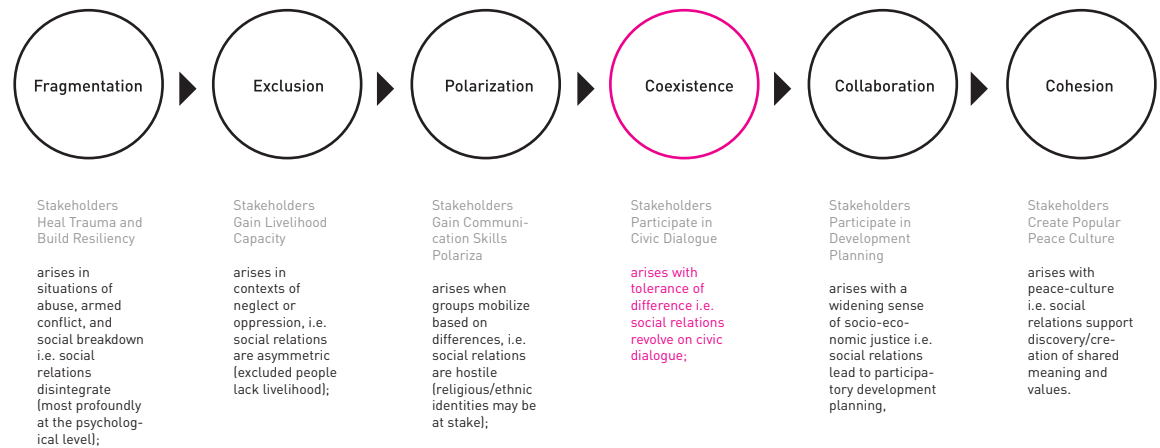 Fragmentation
Exclusion
Polarization
Coexistence
Collaboration
Cohesion
Stakeholders
Heal Trauma and
Build Resiliency
arises in
situations of
abuse, armed
conflict, and
social breakdown
i.e. social
relations
disintegrate
(most profoundly
at the psycholog-
ical level);
Stakeholders
Gain Livelihood
Capacity
arises in
contexts of
neglect or
oppression, i.e.
social relations
are asymmetric
(excluded people
lack livelihood);
Stakeholders
Gain Communi-
cation Skills
Polariza
arises when
groups mobilize
based on
differences, i.e.
social relations
are hostile
(religious/ethnic
identities may be
at stake);
Stakeholders
Participate in
Civic Dialogue
arises with
tolerance of
difference i.e.
social relations
revolve on civic
dialogue;
Stakeholders
Participate in
Development
Planning
arises with a
widening sense
of socio-eco-
nomic justice i.e.
social relations
lead to participa-
tory development
planning,
Stakeholders
Create Popular
Peace Culture
arises with
peace-culture
i.e. social
relations support
discovery/cre-
ation of shared
meaning and
values.